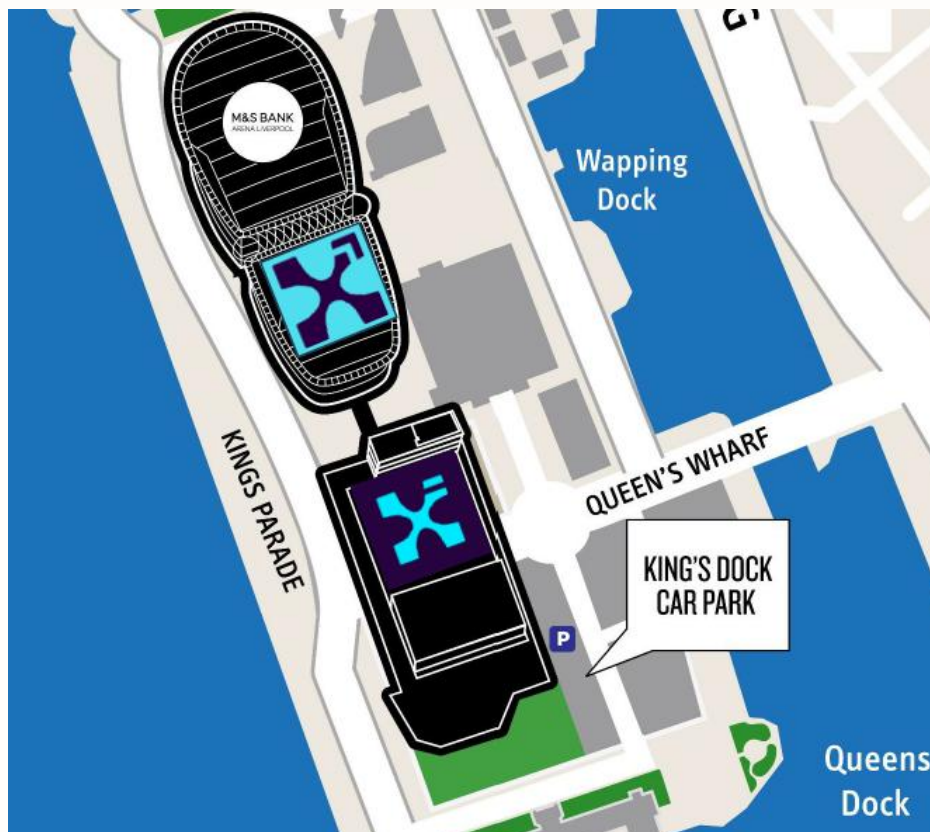 G
M&S BANK
ARENA LIVERPOOL
Wapping
Dock
KINGS PARADE
QUEEN'S WHARF
KING'S DOCK
CAR PARK
P
Queens
Dock